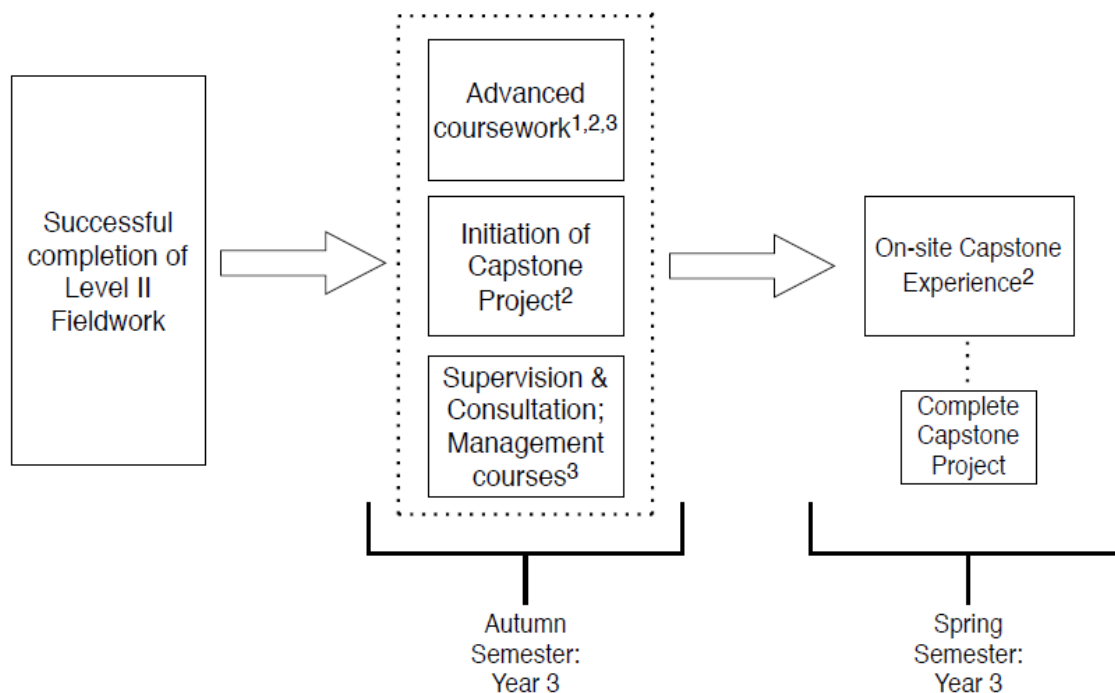 Successful
completion of
Level II
Fieldwork
Advanced
coursework1,2,3
Initiation of
Capstone
Project2
Supervision &
Consultation;
Management
courses3
On-site Capstone
Experience2
Complete
Capstone
Project
Autumn
Semester:
Year 3
Spring
Semester:
Year 3